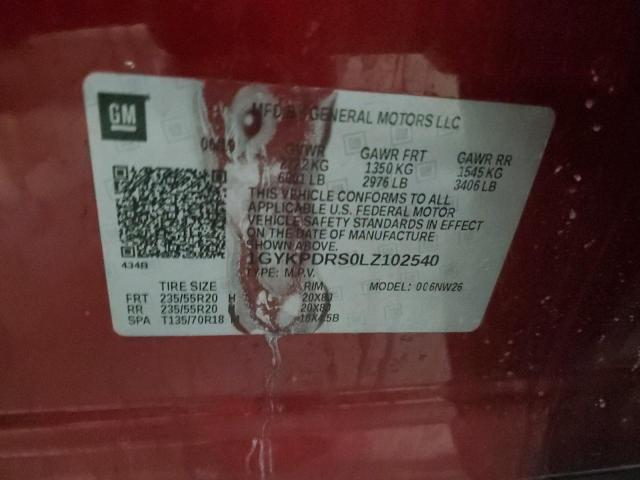 GM
MFD BY GENERAL MOTORS LLC
GVWR GAWR FRT GAWR RR
KG 1350 KG 1545 KG
LB 2976 LB 3406 LB
THIS VEHICLE CONFORMS TO ALL
APPLICABLE U.S. FEDERAL MOTOR
VEHICLE SAFETY STANDARDS IN EFFECT
ON THE DATE OF MANUFACTURE
SHOWN ABOVE.
434B
1GYKPDRS0LZ102540
TYPE: M.P.V. MODEL: 006NW26
TIRE SIZE RIM
FRT 235/55R20 H 20X8J
RR 235/55R20 20X8J
SPA T135/70R18